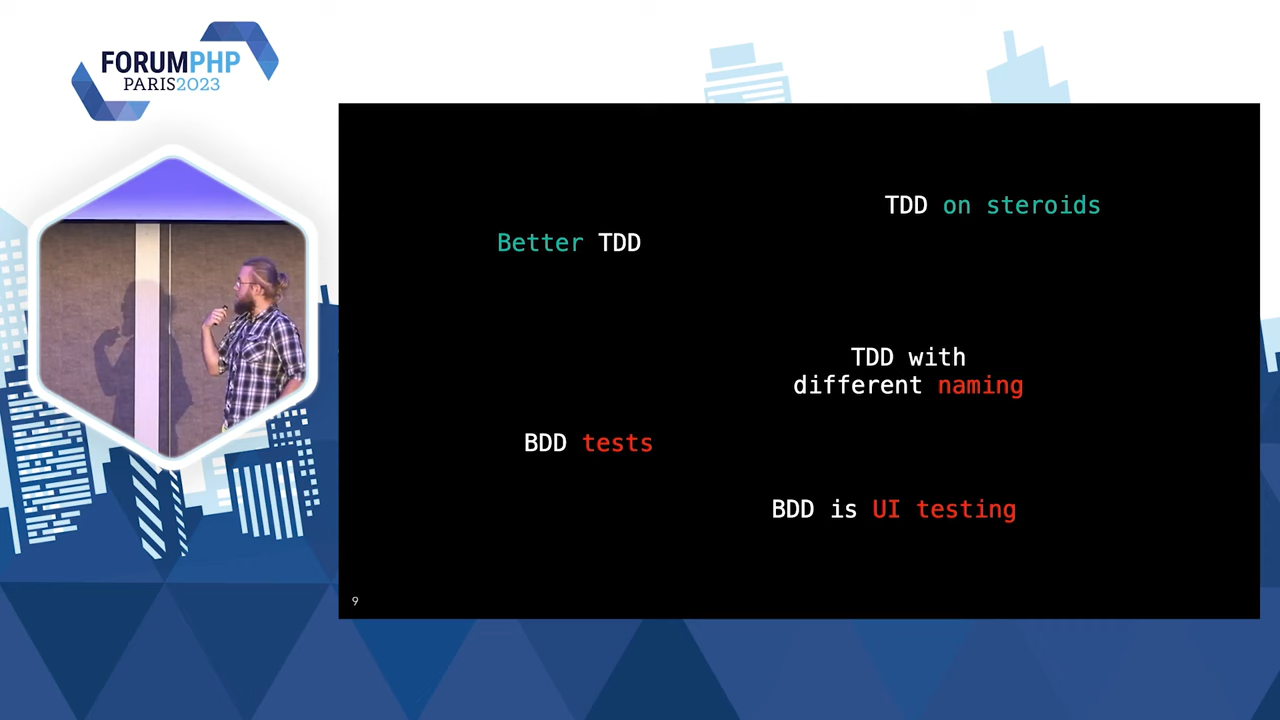 FORUMPHP
PARIS2023
TDD on steroids
Better TDD
TDD with
different naming
BDD tests
BDD is UI testing
9